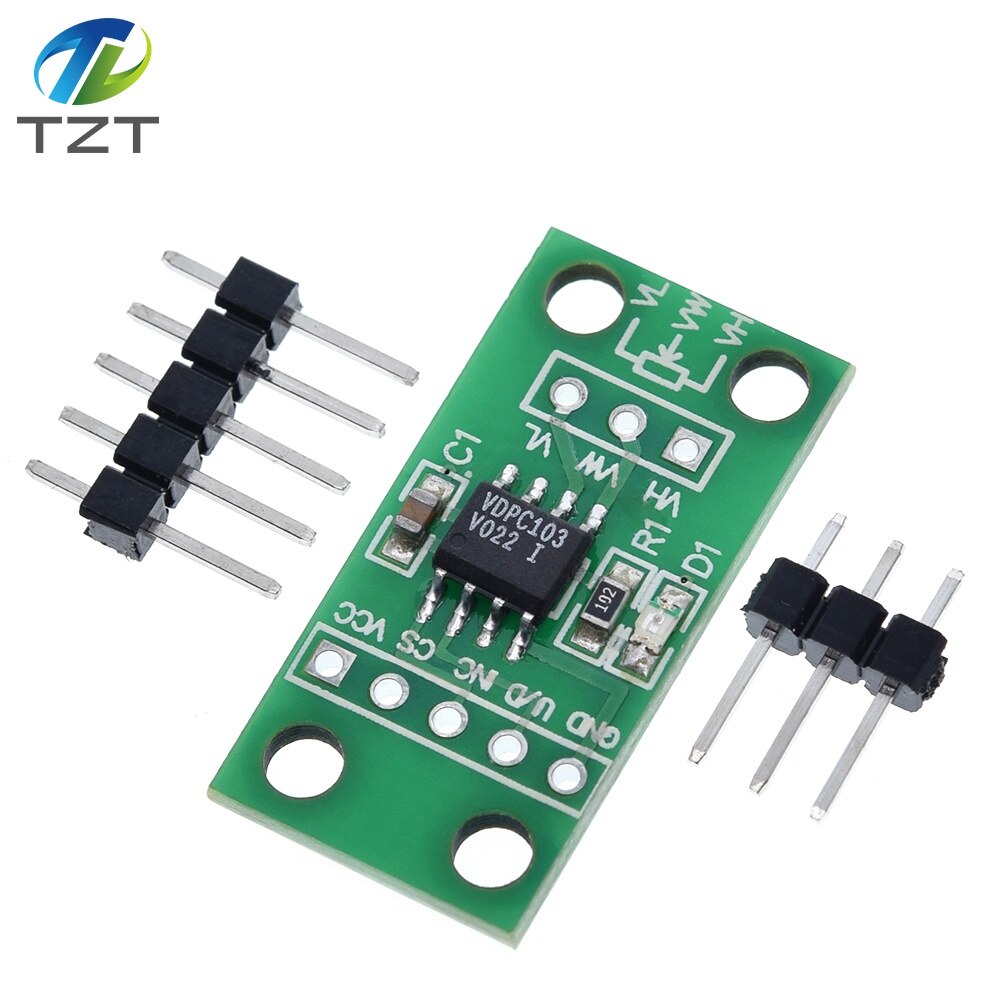 TZT
VL
VW
VH
VL
VW
VH
C1
VDPC103
V022 I
R1
D1
102
VCC
CS
NC
U/D
GND